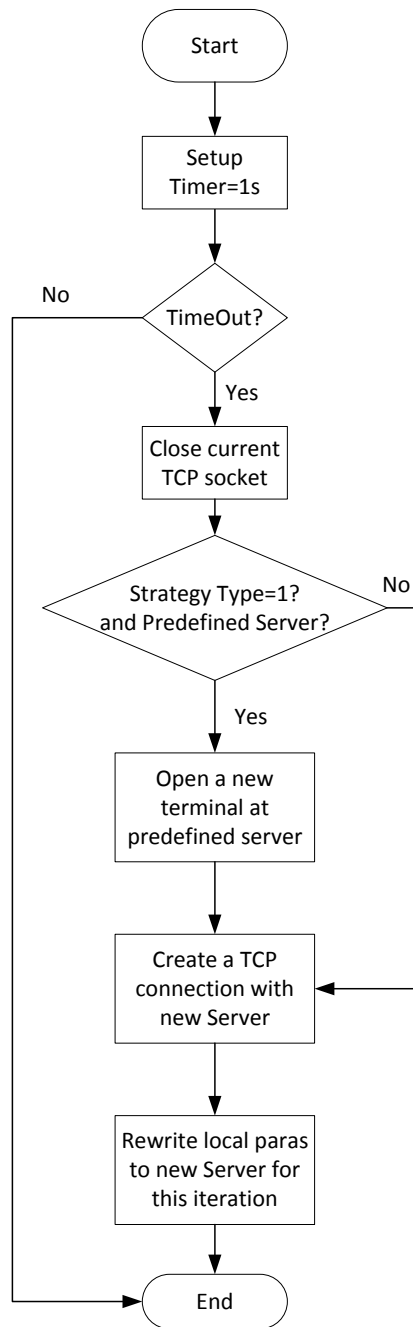 Start
Setup
Timer=1s
No
TimeOut?
Yes
Close current
TCP socket
Strategy Type=1?
and Predefined Server?
No
Yes
Open a new
terminal at
predefined server
Create a TCP
connection with
new Server
Rewrite local paras
to new Server for
this iteration
End